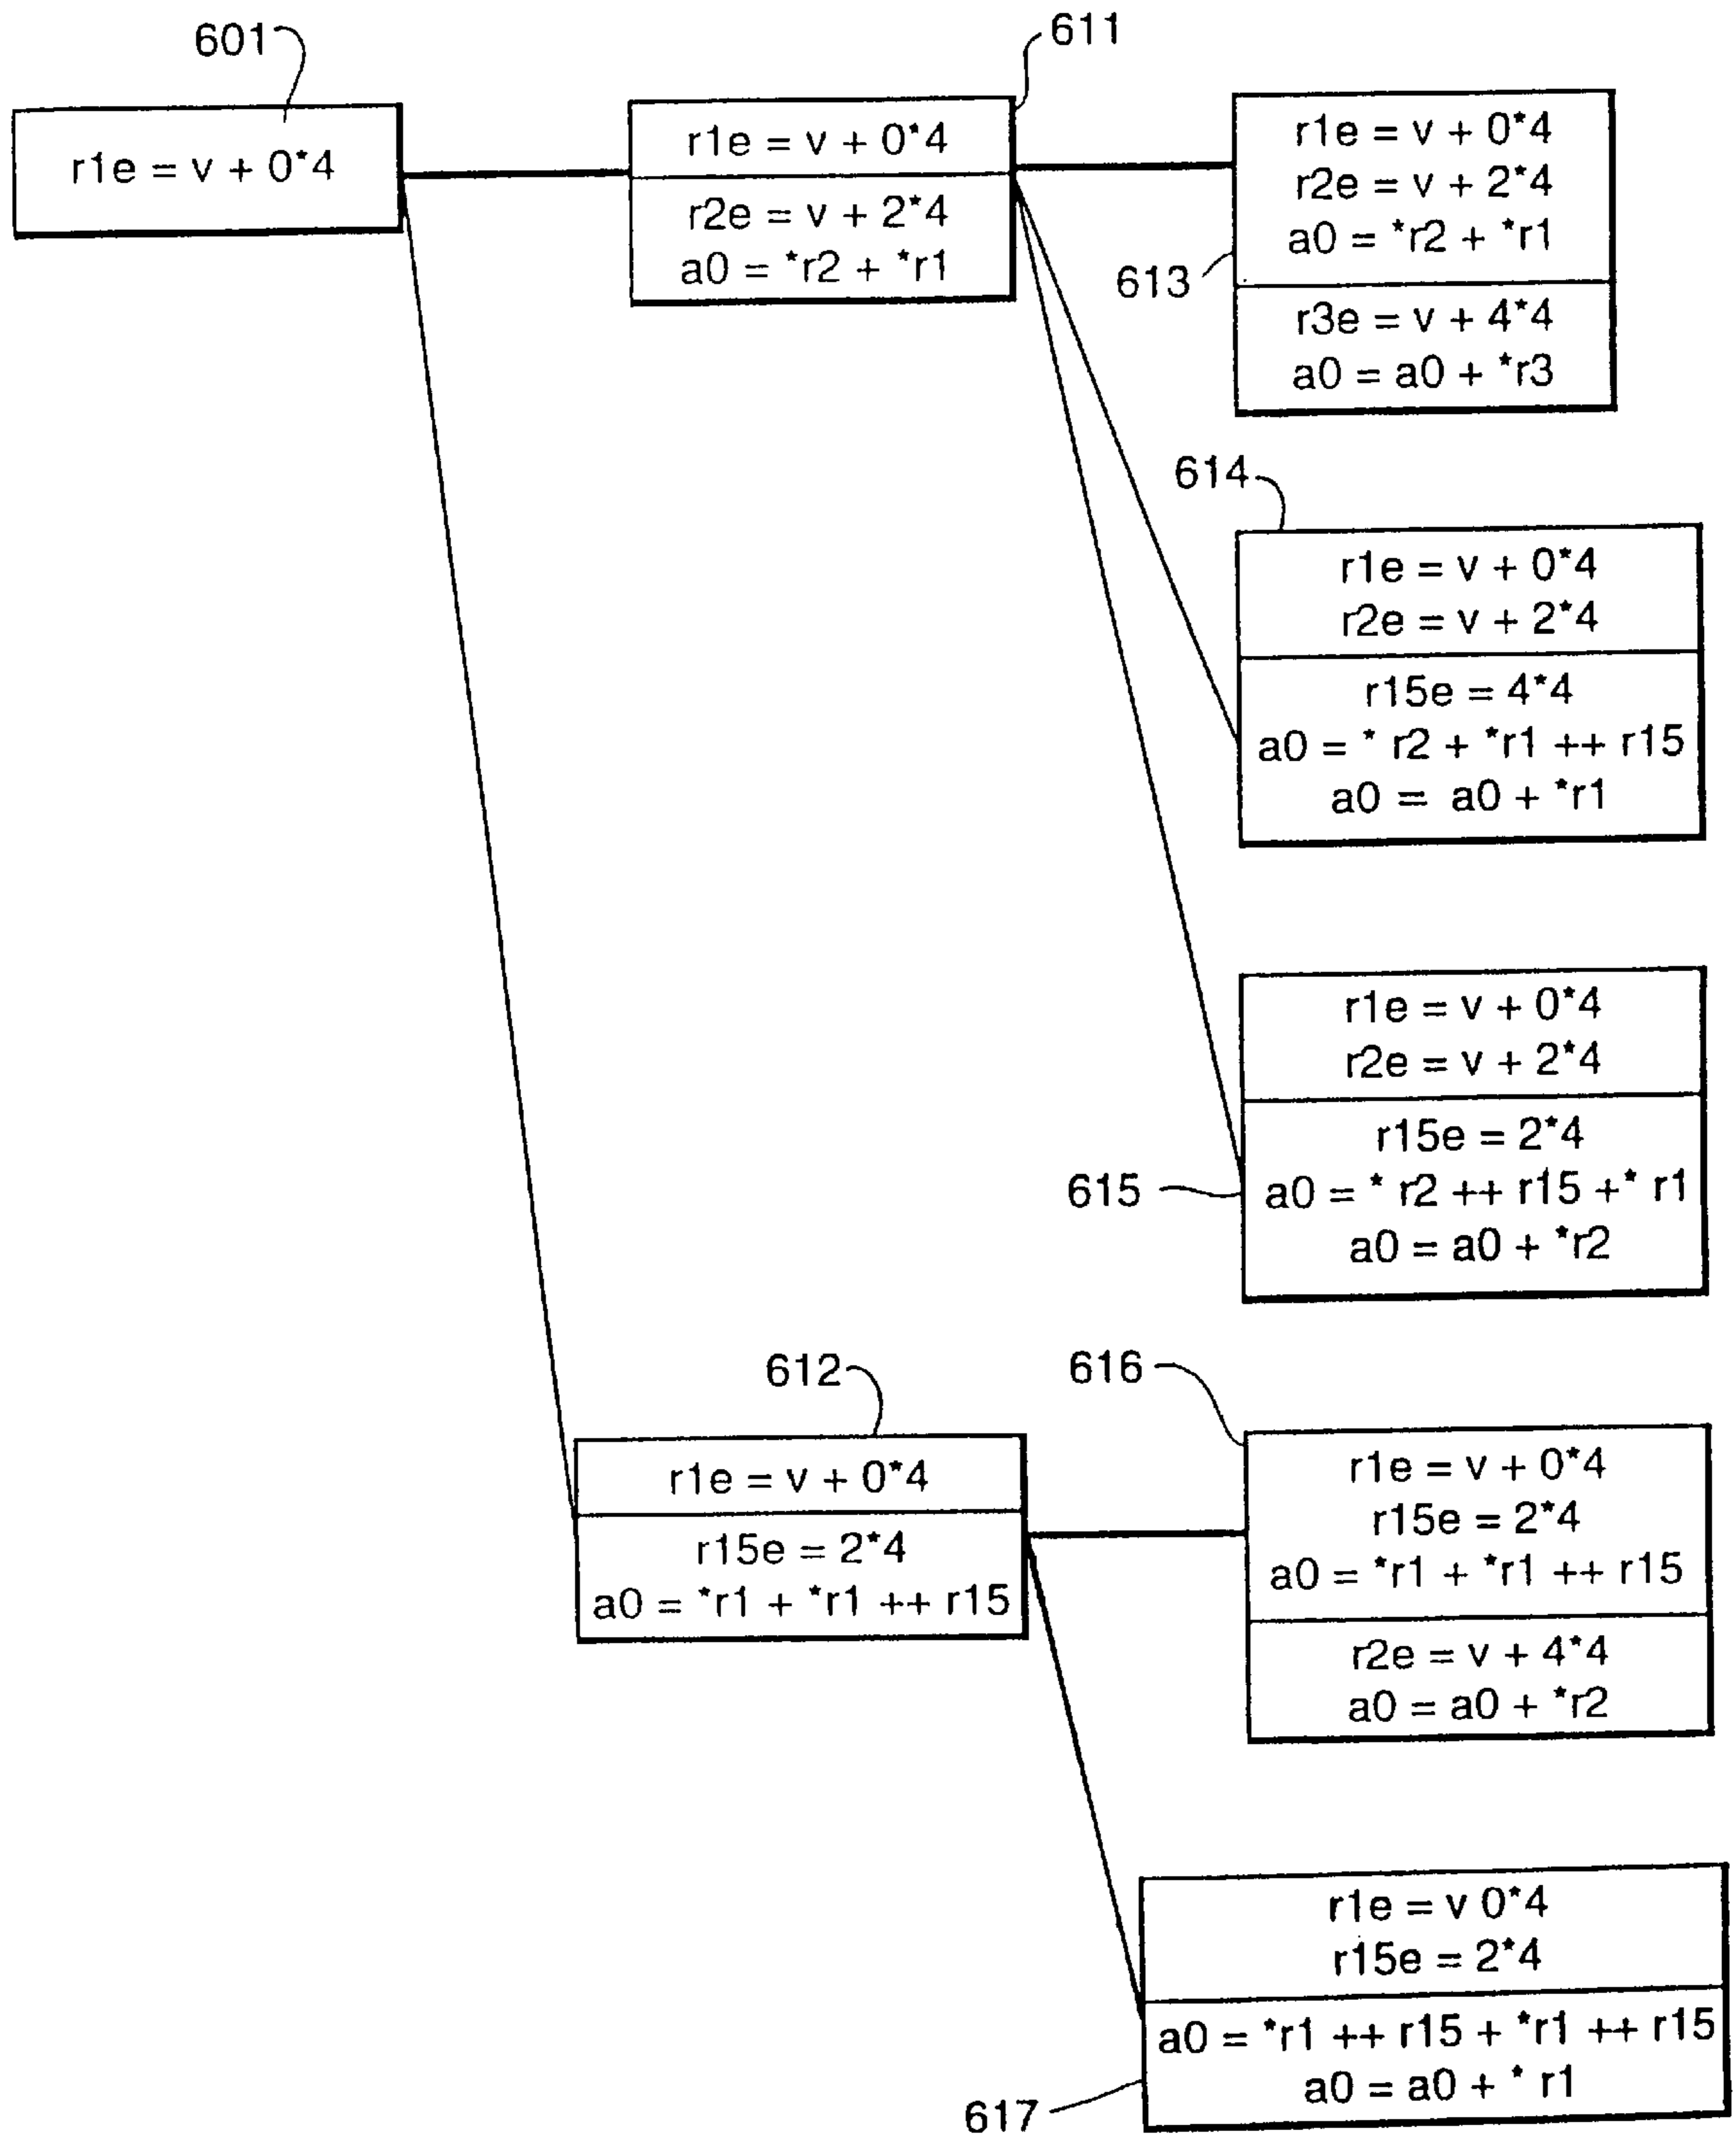 601
r1e = v + 0*4
611
r1e = v + 0*4
r2e = v + 2*4
a0 = *r2 + *r1
613
r1e = v + 0*4
r2e = v + 2*4
a0 = *r2 + *r1
r3e = v + 4*4
a0 = a0 + *r3
614
r1e = v + 0*4
r2e = v + 2*4
r15e = 4*4
a0 = * r2 + *r1 ++ r15
a0 = a0 + *r1
615
r1e = v + 0*4
r2e = v + 2*4
r15e = 2*4
a0 = * r2 ++ r15 +* r1
a0 = a0 + *r2
612
r1e = v + 0*4
r15e = 2*4
a0 = *r1 + *r1 ++ r15
616
r1e = v + 0*4
r15e = 2*4
a0 = *r1 + *r1 ++ r15
r2e = v + 4*4
a0 = a0 + *r2
617
r1e = v 0*4
r15e = 2*4
a0 = *r1 ++ r15 + *r1 ++ r15
a0 = a0 + * r1